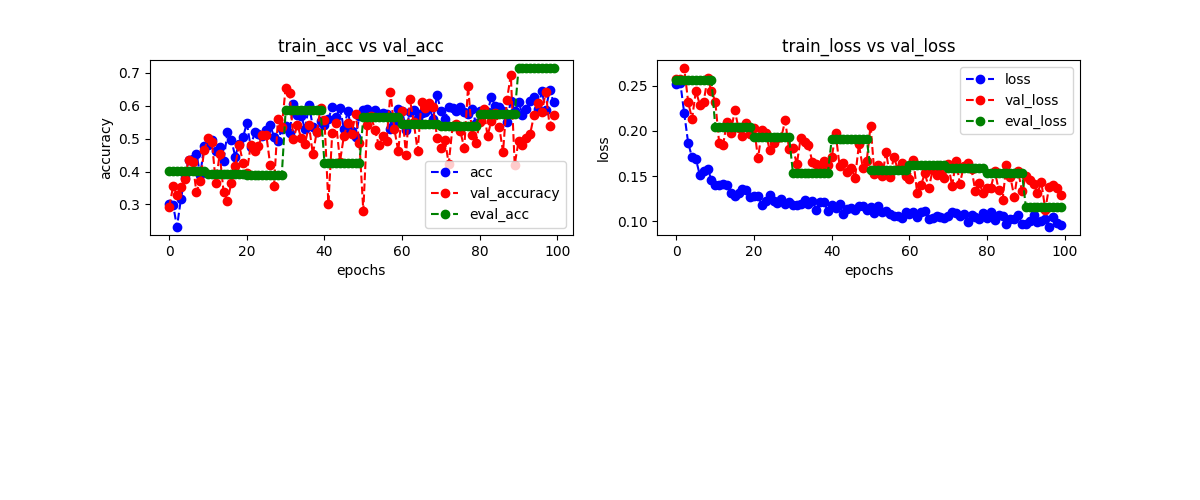 train_acc vs val_acc
accuracy
0.7
0.6
0.5
0.4
0.3
acc
val_accuracy
eval_acc
0 20 40 60 80 100
epochs
train_loss vs val_loss
loss
0.25
0.20
0.15
0.10
loss
val_loss
eval_loss
0 20 40 60 80 100
epochs